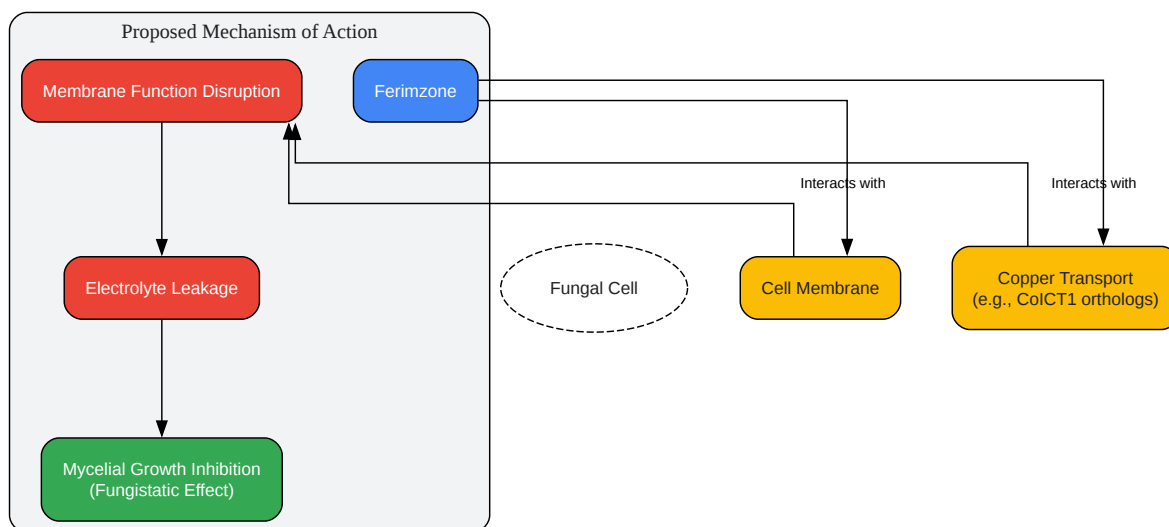 Proposed Mechanism of Action
Membrane Function Disruption
Ferimzone
Interacts with
Interacts with
Electrolyte Leakage
Fungal Cell
Cell Membrane
Copper Transport
(e.g., CoICT1 orthologs)
Mycelial Growth Inhibition
(Fungistatic Effect)